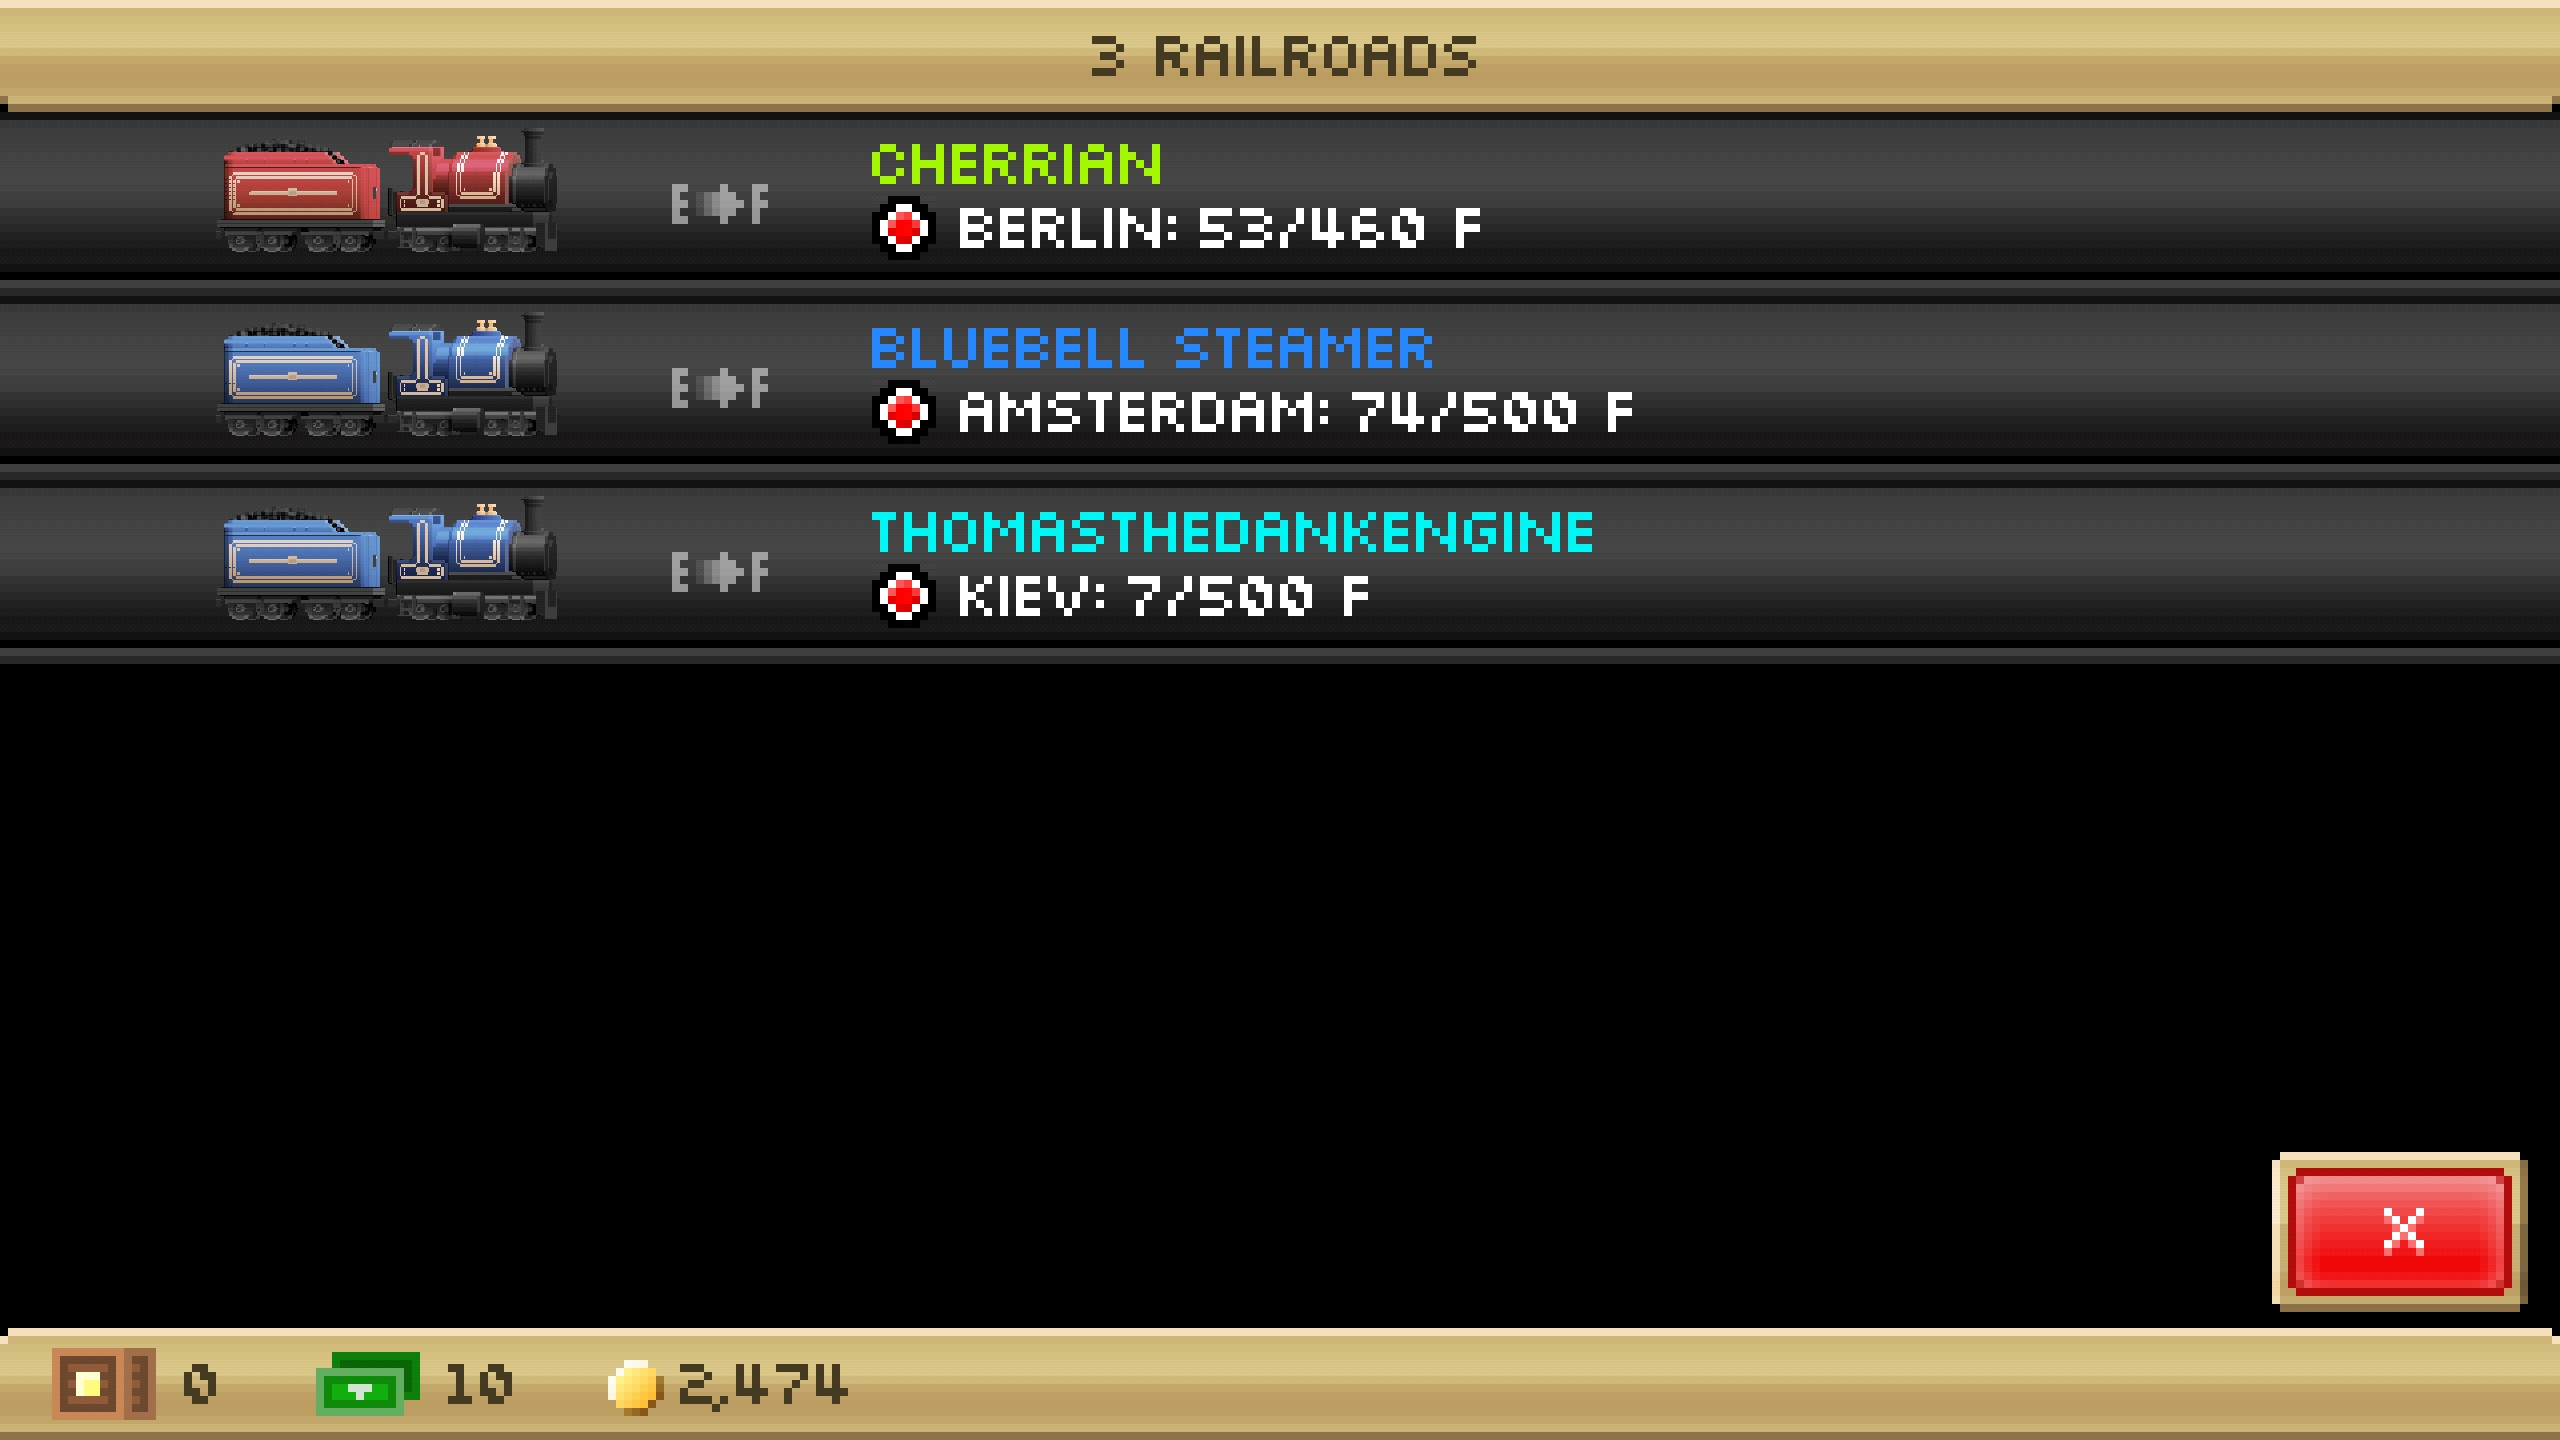 3 RAILROADS
E F
CHERRIAN
BERLIN: 53/460 F
E F
BLUEBELL STEAMER
AMSTERDAM: 74/500 F
E F
THOMASTHEDANKENGINE
KIEV: 7/500 F
X
0 10 2,474